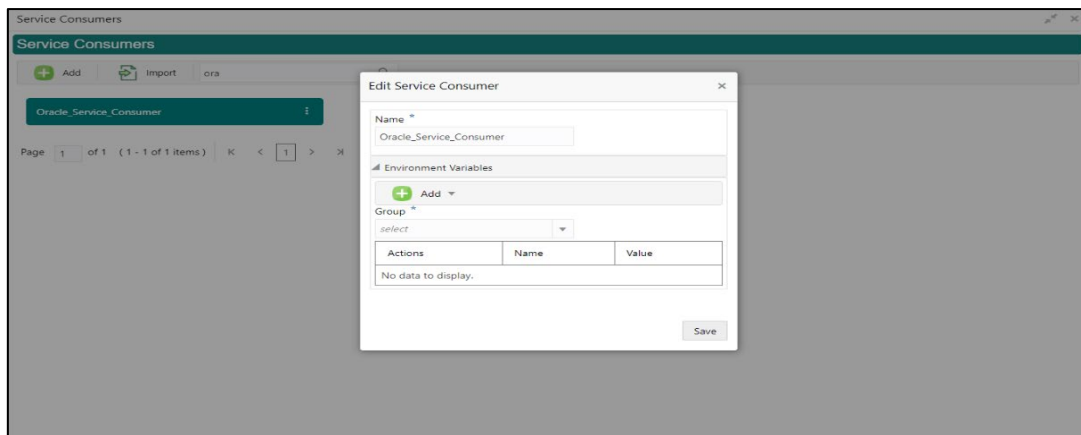 Service Consumers
Service Consumers
Add Import ora
Oracle_Service_Consumer
Page 1 of 1 (1 - 1 of 1 items) K < 1 > >|
Edit Service Consumer ×
Name *
Oracle_Service_Consumer
Environment Variables
Add
Group *
select
Actions Name Value
No data to display.
Save